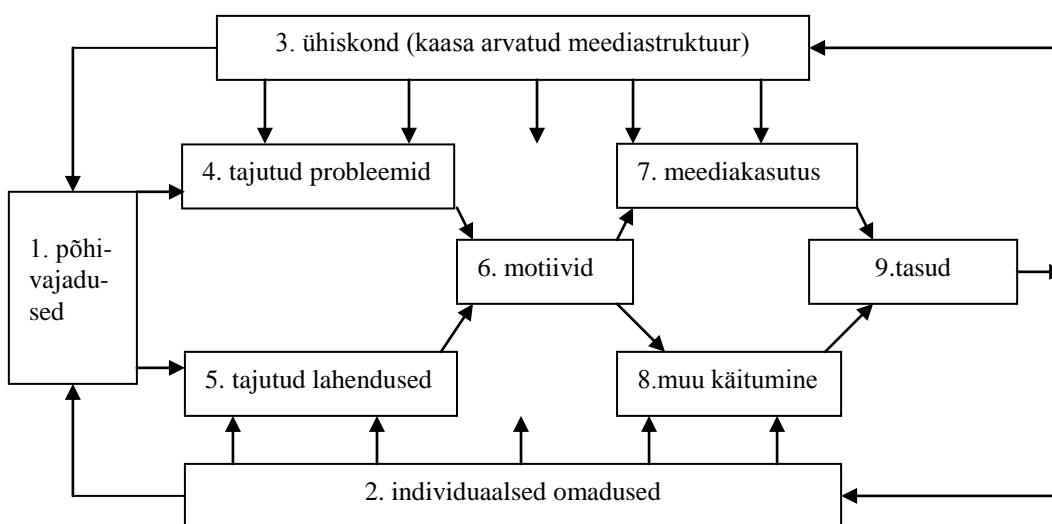 3. ühiskond (kaasa arvatud meediastruktuur)
4. tajutud probleemid
7. meediakasutus
1. põhi-
vajadu-
sed
6. motiivid
9.tasud
5. tajutud lahendused
8.muu käitumine
2. individuaalsed omadused